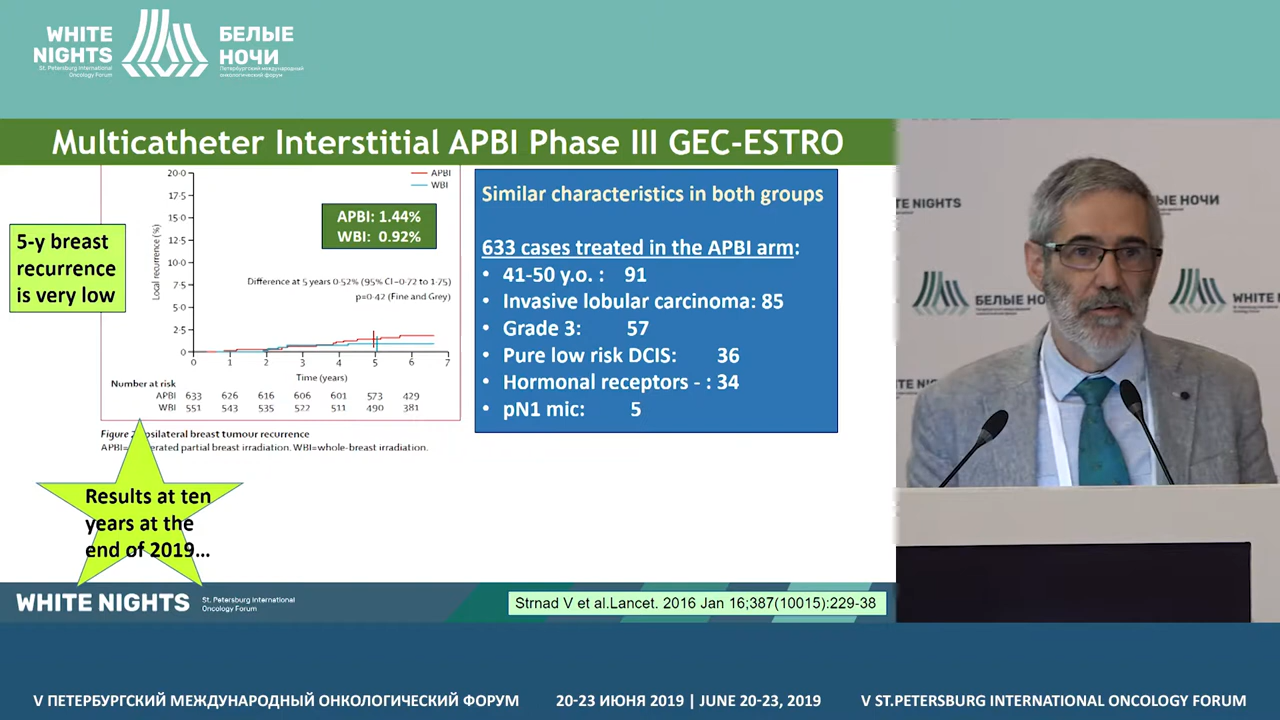 WHITE
NIGHTS
St. Petersburg International
Oncology Forum
БЕЛЫЕ
НОЧИ
Петербургский международный
онкологический форум
Multicatheter Interstitial APBI Phase III GEC-ESTRO
5-y breast
recurrence
is very low
Local recurrence (%)
20·0
17·5
15·0
12·5
10·0
7·5
5·0
2·5
0
APBI
WBI
APBI: 1.44%
WBI: 0.92%
Difference at 5 years 0·52% (95% CI–0·72 to 1·75)
p=0·42 (Fine and Grey)
0 1 2 3 4 5 6 7
Time (years)
Number at risk
APBI 633 626 616 606 601 573 429
WBI 551 543 535 522 511 490 381
Figure
ipsilateral breast tumour recurrence
APBI= erated partial breast irradiation. WBI=whole-breast irradiation.
Results at ten
years at the
end of 2019...
Similar characteristics in both groups
633 cases treated in the APBI arm:
• 41-50 y.o. : 91
• Invasive lobular carcinoma: 85
• Grade 3: 57
• Pure low risk DCIS: 36
• Hormonal receptors - : 34
• pN1 mic: 5
WHITE NIGHTS
St. Petersburg International
Oncology Forum
Strnad V et al.Lancet. 2016 Jan 16;387(10015):229-38
WHITE NIGHTS
БЕЛЫЕ НОЧИ
БЕЛЫЕ НО
WHITE N
V ПЕТЕРБУРГСКИЙ МЕЖДУНАРОДНЫЙ ОНКОЛОГИЧЕСКИЙ ФОРУМ
20-23 ИЮНЯ 2019 | JUNE 20-23, 2019
V ST.PETERSBURG INTERNATIONAL ONCOLOGY FORUM